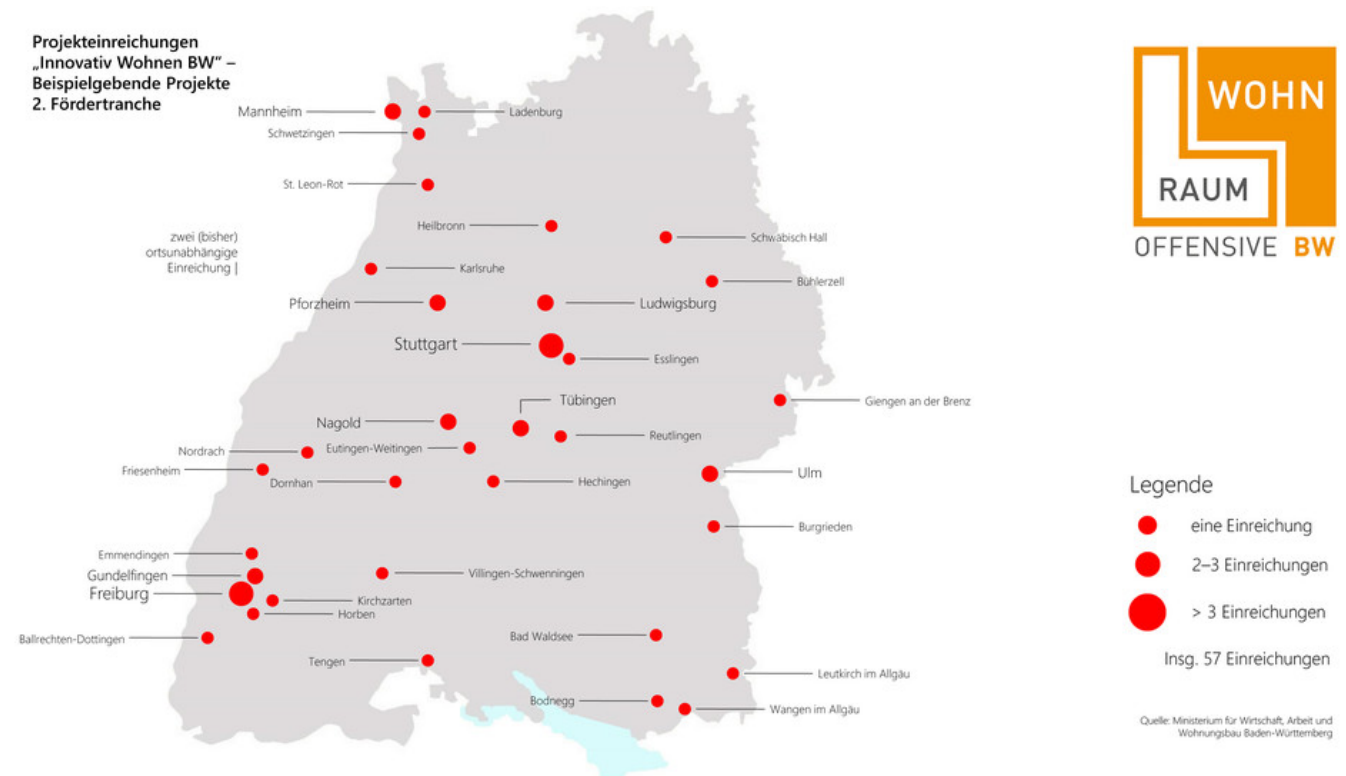 Projekteinreichungen
„Innovativ Wohnen BW“ –
Beispielgebende Projekte
2. Fördertranche
WOHN
RAUM
OFFENSIVE BW
Mannheim
Ladenburg
Schwetzingen
St. Leon-Rot
Heilbronn
Schwäbisch Hall
zwei (bisher)
ortsunabhängige
Einreichung |
Karlsruhe
Bühlerzell
Pforzheim
Ludwigsburg
Stuttgart
Esslingen
Tübingen
Giengen an der Brenz
Nagold
Reutlingen
Nordrach
Eutingen-Weitingen
Friesenheim
Dornhan
Hechingen
Ulm
Burgrieden
Emmendingen
Gundelfingen
Villingen-Schwenningen
Freiburg
Kirchzarten
Horben
Ballrechten-Dottingen
Bad Waldsee
Tengen
Leutkirch im Allgäu
Bodnegg
Wangen im Allgäu
Legende
eine Einreichung
2–3 Einreichungen
> 3 Einreichungen
Insg. 57 Einreichungen
Quelle: Ministerium für Wirtschaft, Arbeit und
Wohnungsbau Baden-Württemberg